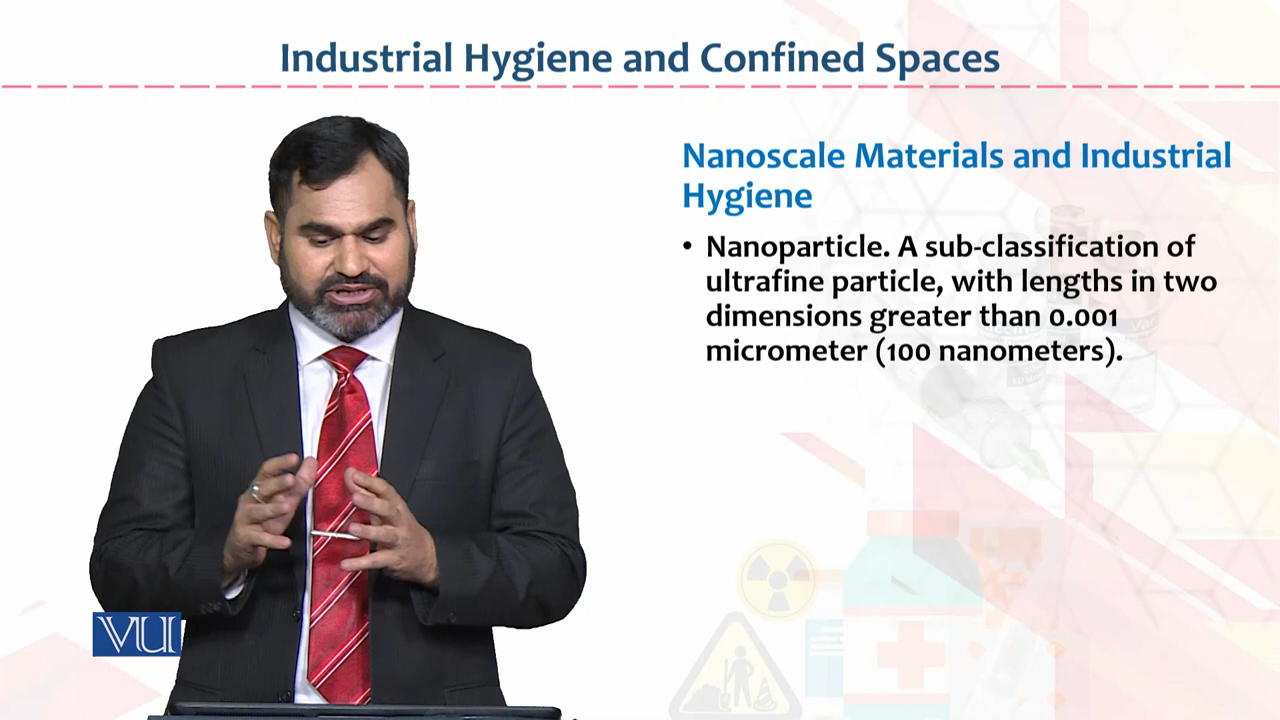 Industrial Hygiene and Confined Spaces
Nanoscale Materials and Industrial
Hygiene
• Nanoparticle. A sub-classification of
ultrafine particle, with lengths in two
dimensions greater than 0.001
micrometer (100 nanometers).
VU